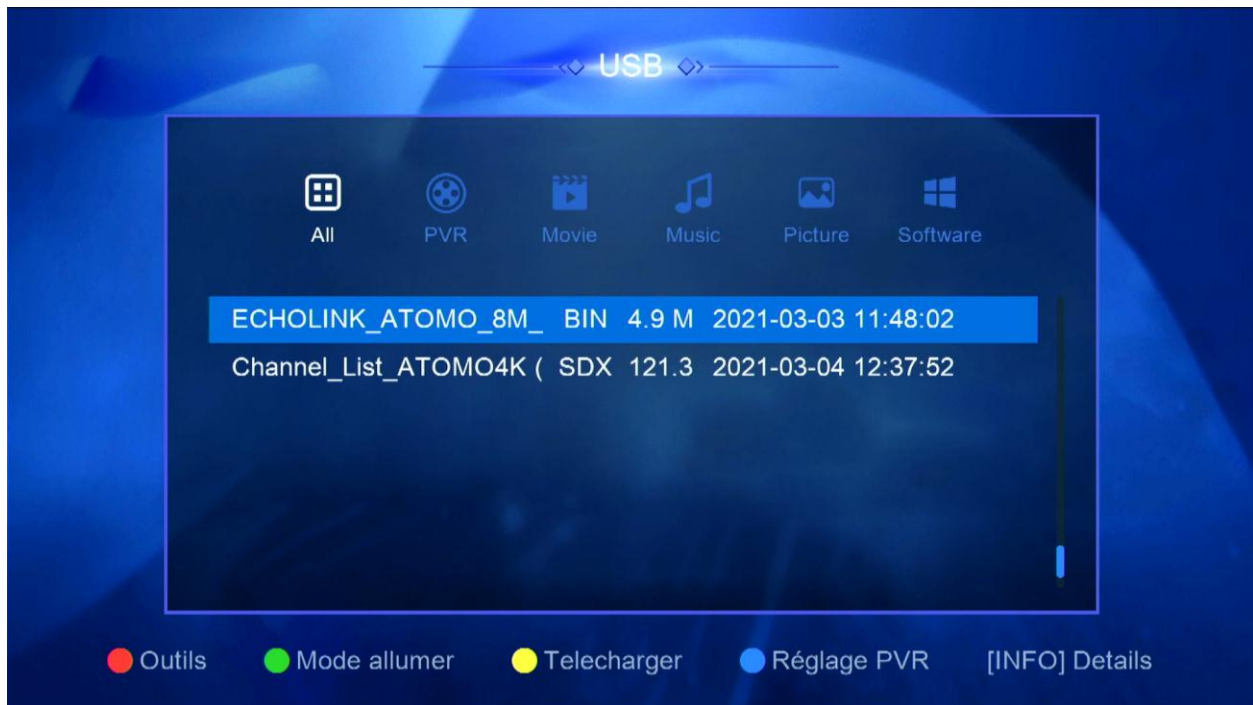 USB
All PVR Movie Music Picture Software
ECHOLINK_ATOMO_8M_ BIN 4.9 M 2021-03-03 11:48:02
Channel_List_ATOMO4K ( SDX 121.3 2021-03-04 12:37:52
Outils Mode allumer Telecharger Réglage PVR [INFO] Details